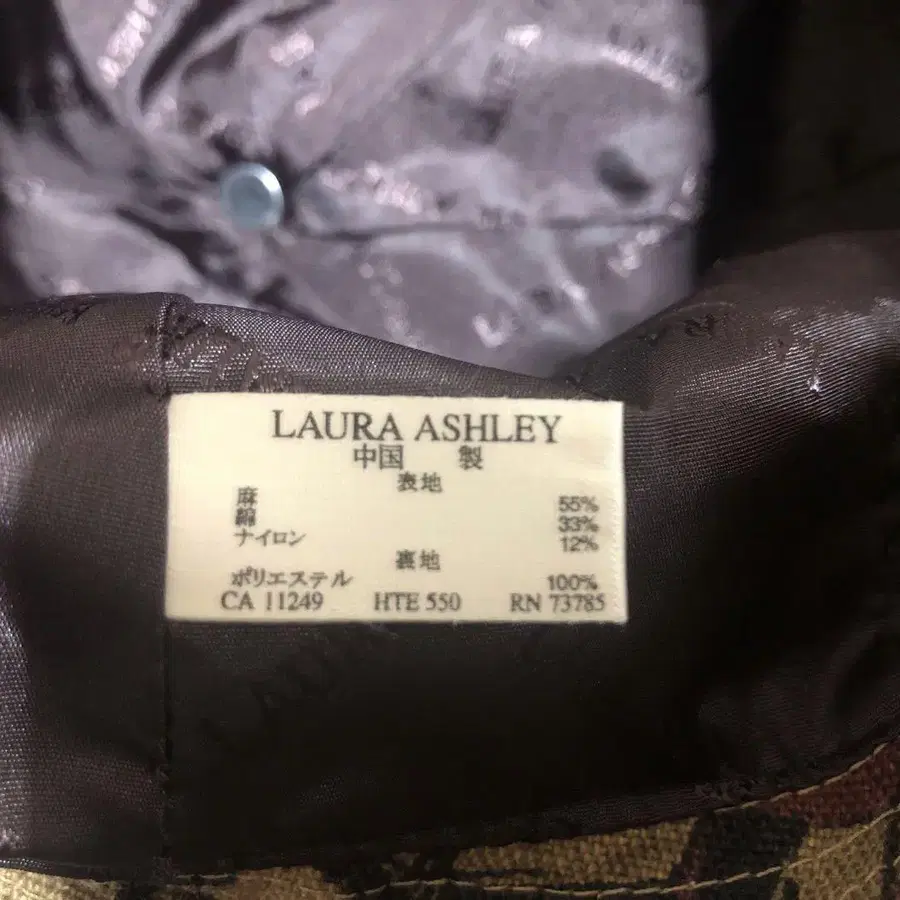 LAURA ASHLEY
中国 製
表地
麻 55%
綿 33%
ナイロン 12%
裏地
ポリエステル 100%
CA 11249 HTE 550 RN 73785